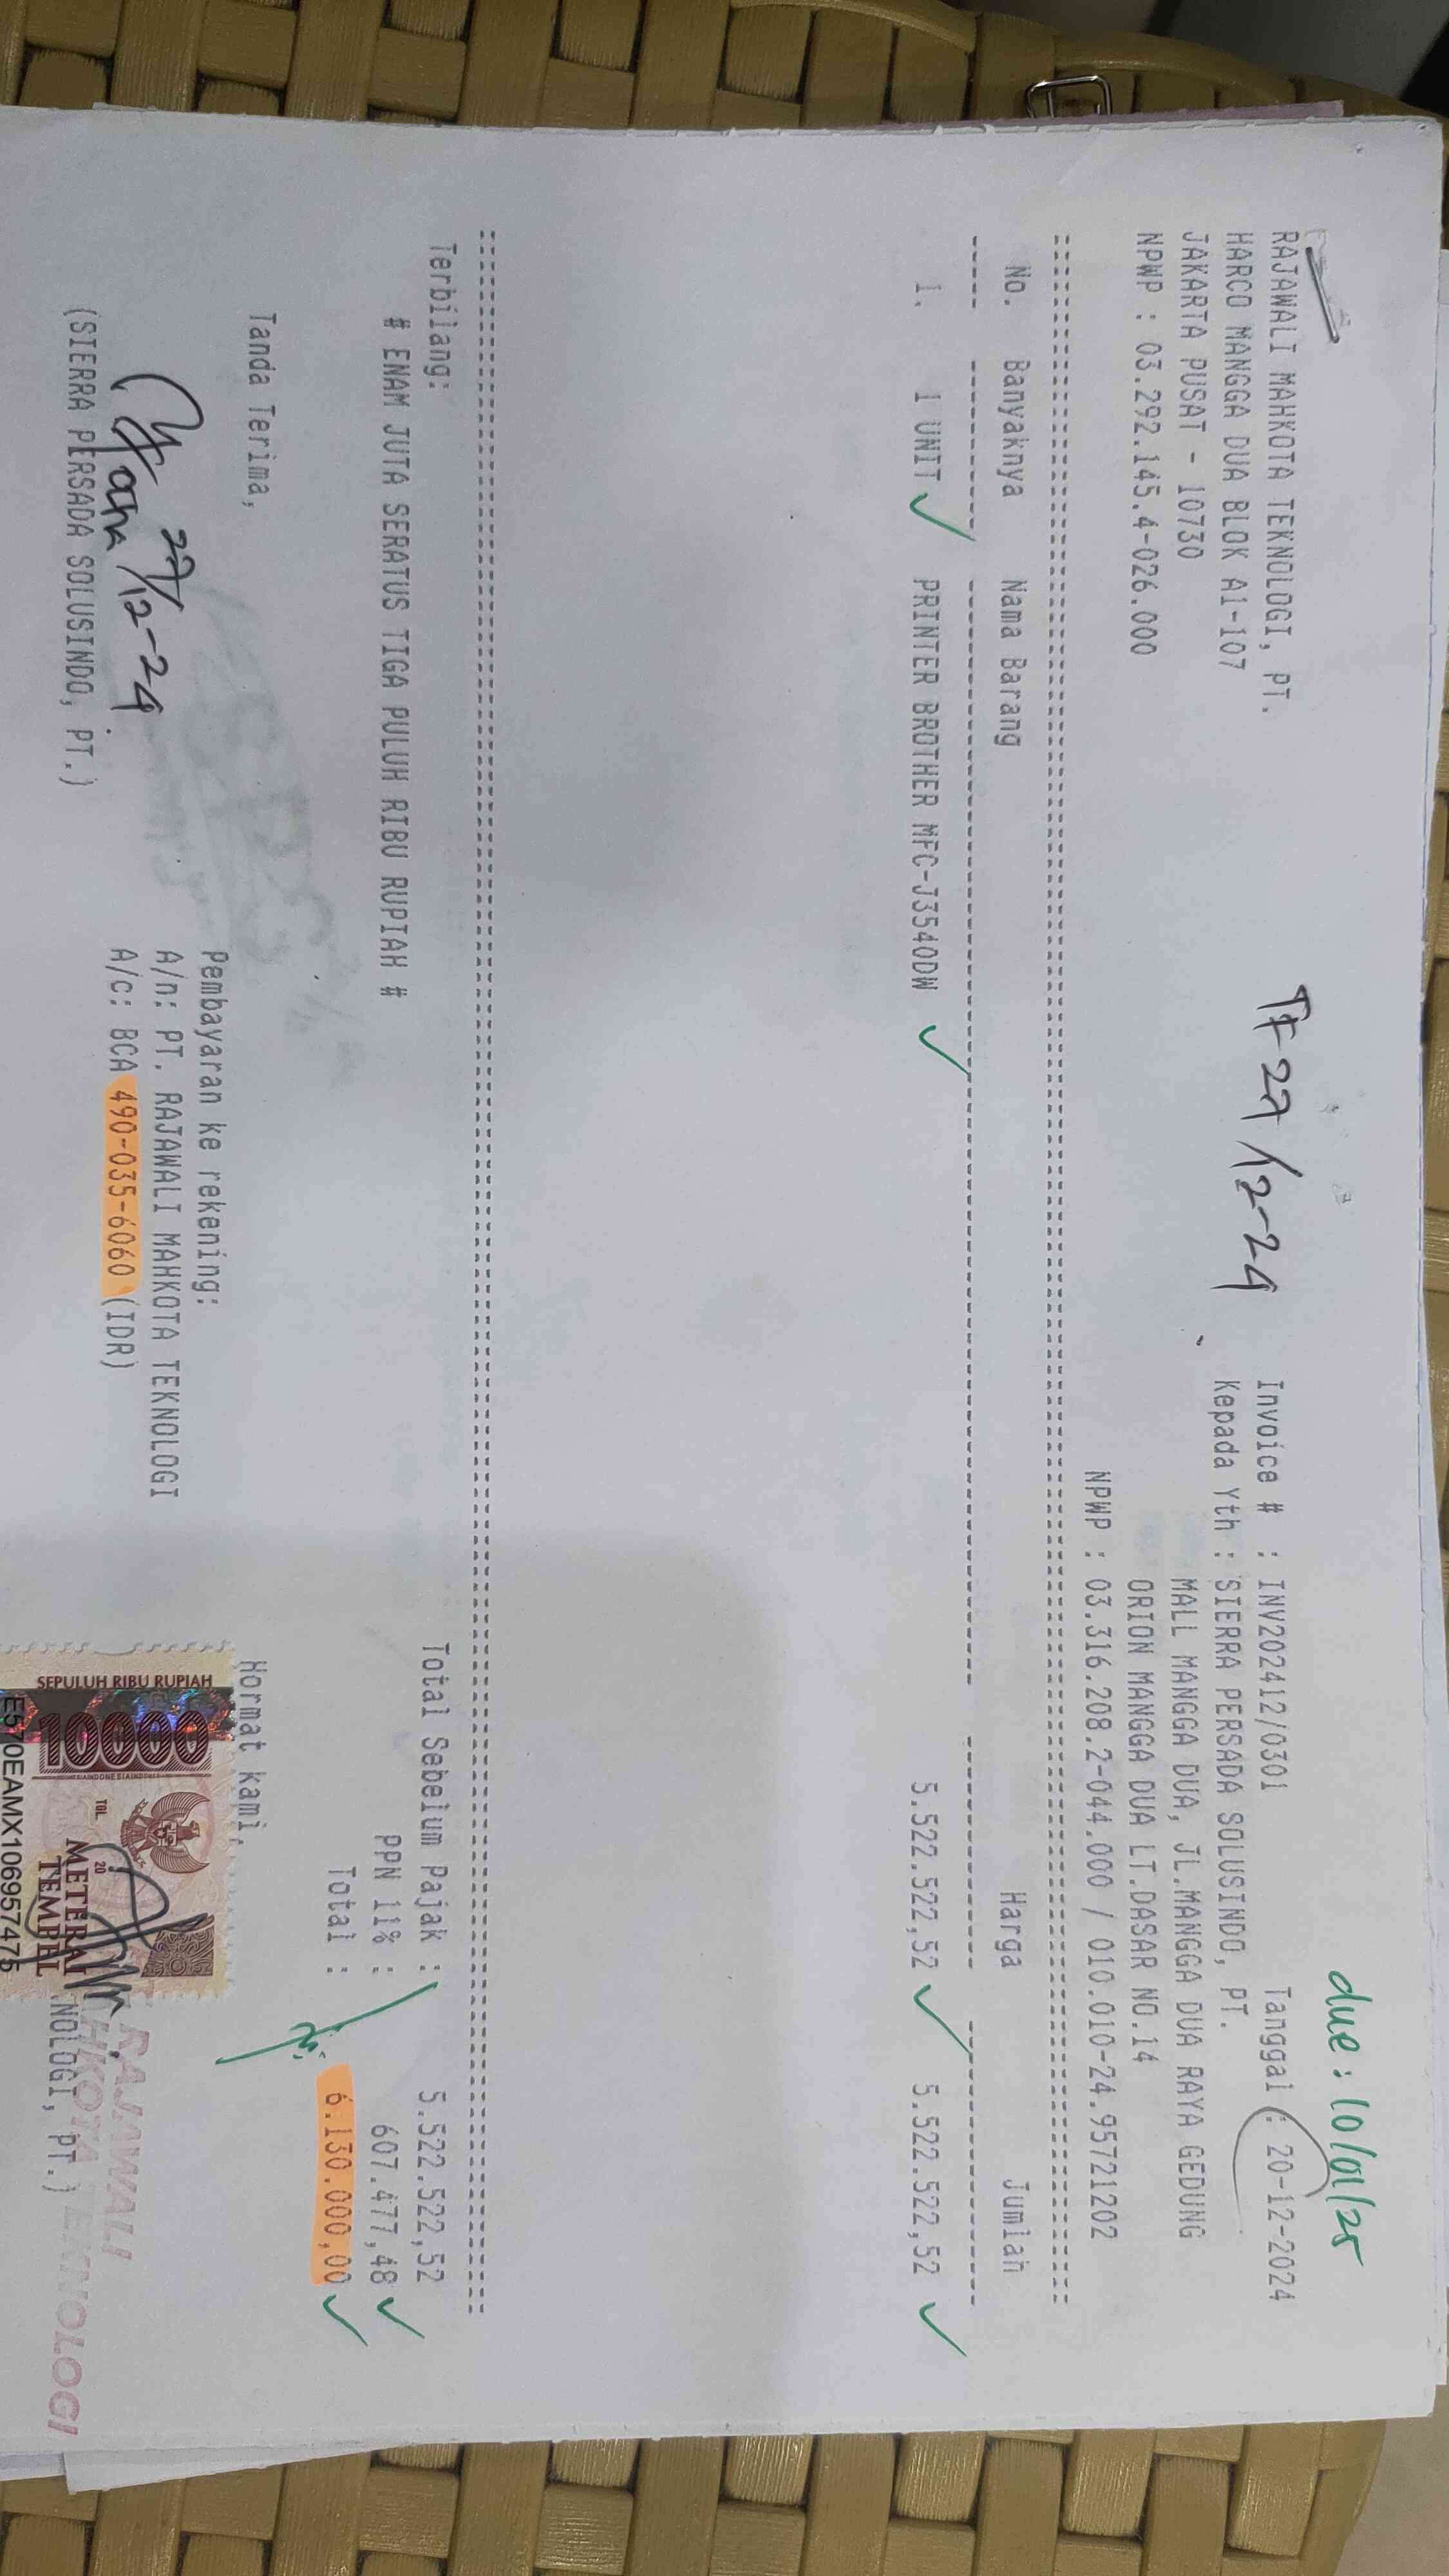 due : 10/01/25
RAJAWALI MAHKOTA TEKNOLOGI, PT.
HARCO MANGGA DUA BLOK A1-107
JAKARTA PUSAT - 10730
NPWP : 03.292.145.4-026.000
TF 27/12-24
Invoice # : INV202412/0301 Tanggal : 20-12-2024
Kepada Yth : SIERRA PERSADA SOLUSINDO, PT.
MALL MANGGA DUA, JL.MANGGA DUA RAYA GEDUNG
ORION MANGGA DUA LT.DASAR NO.14
NPWP : 03.316.208.2-044.000 / 010.010-24.95721202
No. Banyaknya Nama Barang Harga Jumlah
1. 1 UNIT PRINTER BROTHER MFC-J3540DW 5.522.522,52 5.522.522,52
Terbilang: Total Sebelum Pajak : 5.522.522,52
# ENAM JUTA SERATUS TIGA PULUH RIBU RUPIAH # PPN 11% : 607.477,48
Total : 6.130.000,00
Tanda Terima, Hormat kami,
Pembayaran ke rekening:
A/n: PT. RAJAWALI MAHKOTA TEKNOLOGI
A/c: BCA 490-035-6060 (IDR)
27/12-24
(SIERRA PERSADA SOLUSINDO, PT.)
SEPULUH RIBU RUPIAH
10000
TGL. 20
METERAI
TEMPEL
E570EAMX106957475
RAJAWALI
HKOTA TEKNOLOGI
NOLOGI, PT.)